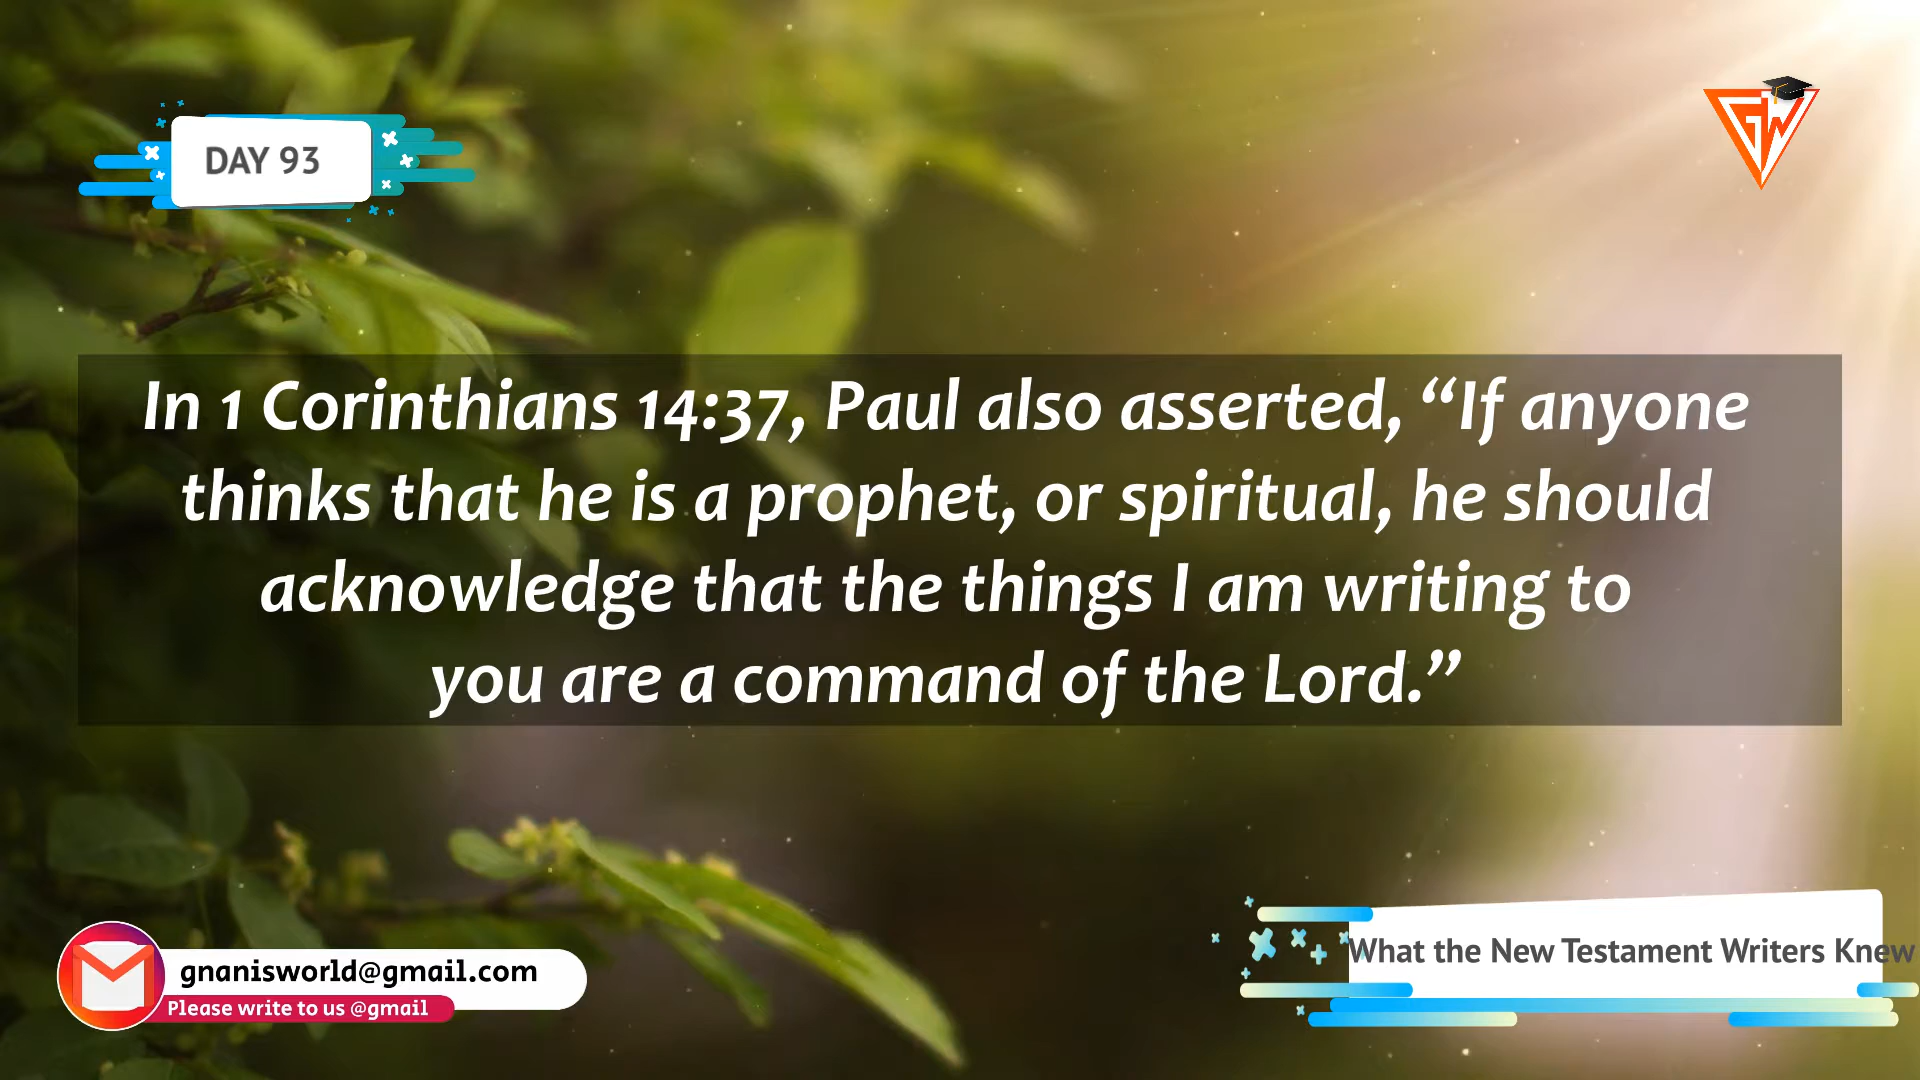 DAY 93
GW
In 1 Corinthians 14:37, Paul also asserted, “If anyone
thinks that he is a prophet, or spiritual, he should
acknowledge that the things I am writing to
you are a command of the Lord.”
gnanisworld@gmail.com
Please write to us @gmail
What the New Testament Writers Knew